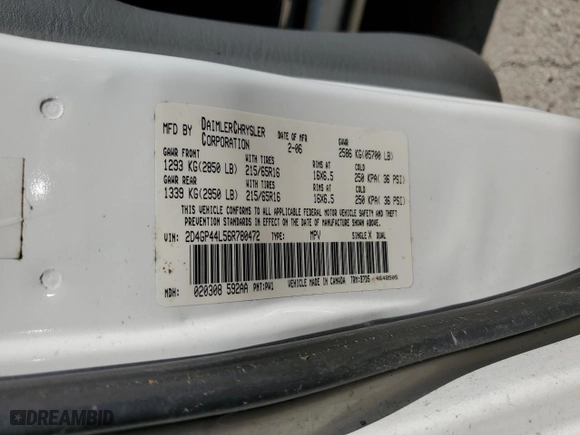 MFD BY DAIMLERCHRYSLER CORPORATION DATE OF MFR 2-06 GVWR 2586 KG(05700 LB)
GAWR FRONT WITH TIRES RIMS AT COLD
1293 KG(2850 LB) 215/65R16 16X6.5 250 KPA( 36 PSI)
GAWR REAR WITH TIRES RIMS AT COLD
1339 KG(2950 LB) 215/65R16 16X6.5 250 KPA( 36 PSI)
THIS VEHICLE CONFORMS TO ALL APPLICABLE FEDERAL MOTOR VEHICLE SAFETY AND THEFT
PREVENTION STANDARDS IN EFFECT ON THE DATE OF MANUFACTURE SHOWN ABOVE.
VIN: 2D4GP44L56R780472 TYPE: MPV SINGLE X DUAL
MDH: 020308 592AA PNT:PW1 VEHICLE MADE IN CANADA TRM:37D5
DREAMBID